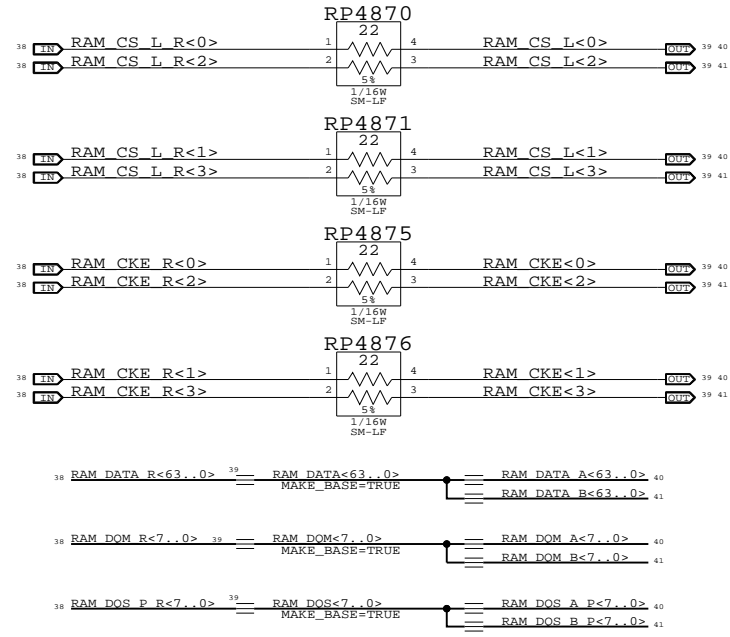 RP4870
22
38 IN RAM_CS_L_R<0> 1 4 RAM_CS_L<0> OUT 39 40
38 IN RAM_CS_L_R<2> 2 3 RAM_CS_L<2> OUT 39 41
5%
1/16W
SM-LF
RP4871
22
38 IN RAM_CS_L_R<1> 1 4 RAM_CS_L<1> OUT 39 40
38 IN RAM_CS_L_R<3> 2 3 RAM_CS_L<3> OUT 39 41
5%
1/16W
SM-LF
RP4875
22
38 IN RAM_CKE_R<0> 1 4 RAM_CKE<0> OUT 39 40
38 IN RAM_CKE_R<2> 2 3 RAM_CKE<2> OUT 39 41
5%
1/16W
SM-LF
RP4876
22
38 IN RAM_CKE_R<1> 1 4 RAM_CKE<1> OUT 39 40
38 IN RAM_CKE_R<3> 2 3 RAM_CKE<3> OUT 39 41
5%
1/16W
SM-LF
38 RAM_DATA_R<63..0> 39 RAM_DATA<63..0> RAM_DATA_A<63..0> 40
MAKE_BASE=TRUE
RAM_DATA_B<63..0> 41
38 RAM_DQM_R<7..0> 39 RAM_DQM<7..0> RAM_DQM_A<7..0> 40
MAKE_BASE=TRUE
RAM_DQM_B<7..0> 41
38 RAM_DQS_P_R<7..0> 39 RAM_DQS<7..0> RAM_DQS_A_P<7..0> 40
MAKE_BASE=TRUE
RAM_DQS_B_P<7..0> 41